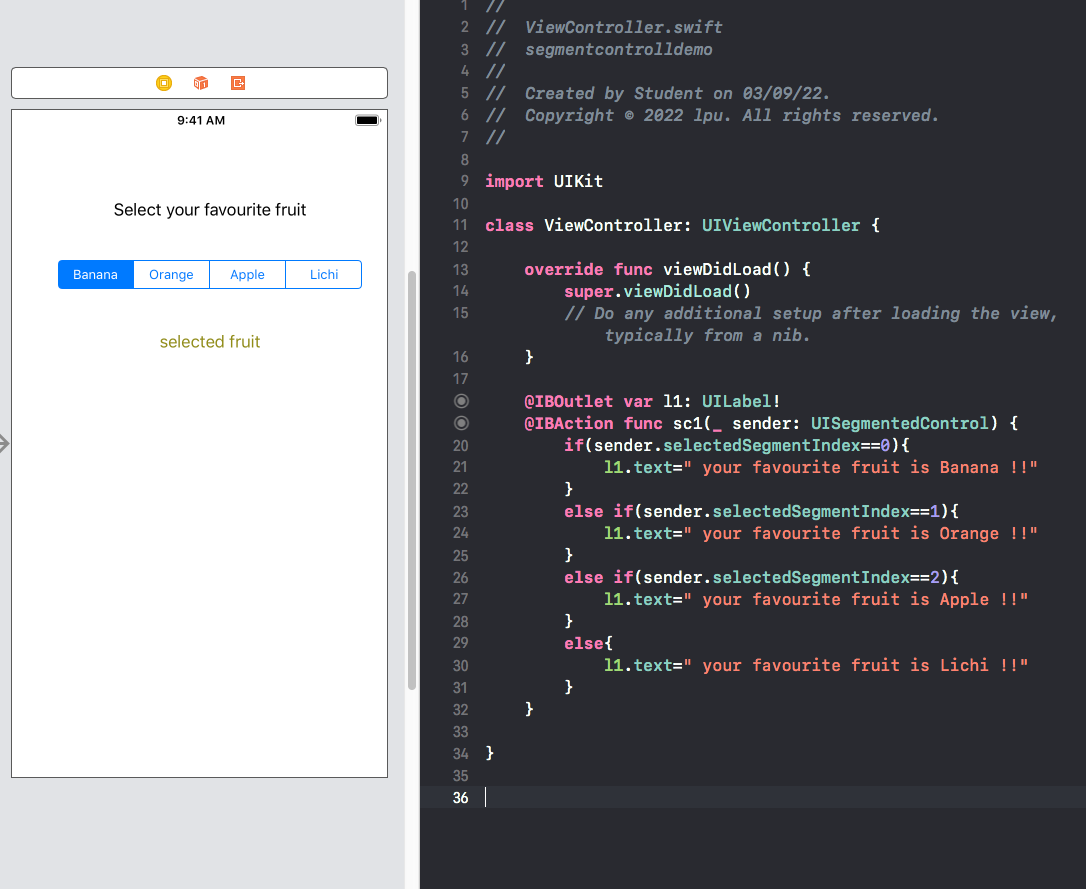 9:41 AM
Select your favourite fruit
Banana Orange Apple Lichi
selected fruit
1 //
2 //  ViewController.swift
3 //  segmentcontrolldemo
4 //
5 //  Created by Student on 03/09/22.
6 //  Copyright © 2022 lpu. All rights reserved.
7 //
8
9 import UIKit
10
11 class ViewController: UIViewController {
12
13     override func viewDidLoad() {
14         super.viewDidLoad()
15         // Do any additional setup after loading the view,
            typically from a nib.
16     }
17
    @IBOutlet var l1: UILabel!
    @IBAction func sc1(_ sender: UISegmentedControl) {
20         if(sender.selectedSegmentIndex==0){
21             l1.text=" your favourite fruit is Banana !!"
22         }
23         else if(sender.selectedSegmentIndex==1){
24             l1.text=" your favourite fruit is Orange !!"
25         }
26         else if(sender.selectedSegmentIndex==2){
27             l1.text=" your favourite fruit is Apple !!"
28         }
29         else{
30             l1.text=" your favourite fruit is Lichi !!"
31         }
32     }
33
34 }
35
36